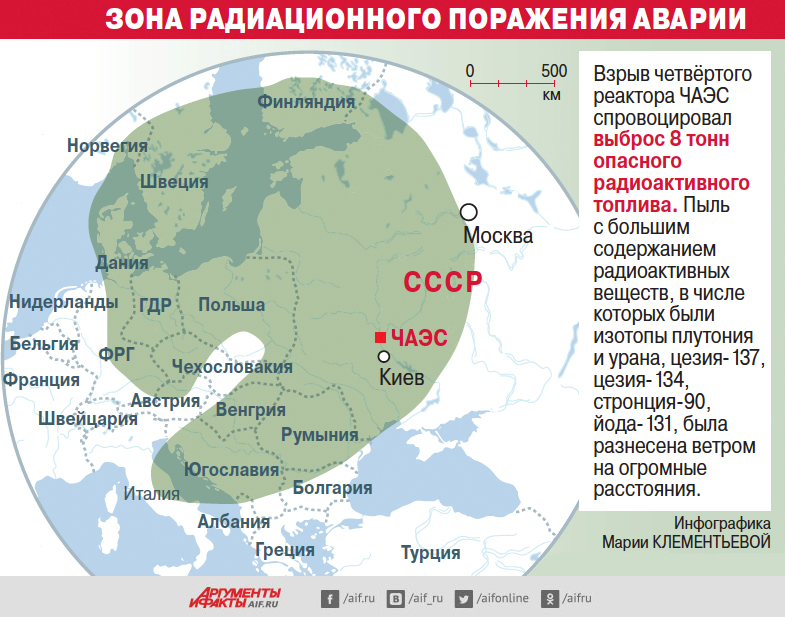 ЗОНА РАДИАЦИОННОГО ПОРАЖЕНИЯ АВАРИИ
0 500
км
Финляндия
Норвегия
Швеция
Москва
Дания
СССР
Нидерланды
ГДР
Польша
Бельгия
ЧАЭС
ФРГ
Чехословакия
Франция
Киев
Австрия
Швейцария
Венгрия
Румыния
Югославия
Италия
Болгария
Албания
Греция
Турция
Взрыв четвёртого
реактора ЧАЭС
спровоцировал
выброс 8 тонн
опасного
радиоактивного
топлива. Пыль
с большим
содержанием
радиоактивных
веществ, в числе
которых были
изотопы плутония
и урана, цезия-137,
цезия-134,
стронция-90,
йода-131, была
разнесена ветром
на огромные
расстояния.
Инфографика
Марии КЛЕМЕНТЬЕВОЙ
АРГУМЕНТЫ
И ФАКТЫ AIF.RU
/aif.ru /aif_ru /aifonline /aifru